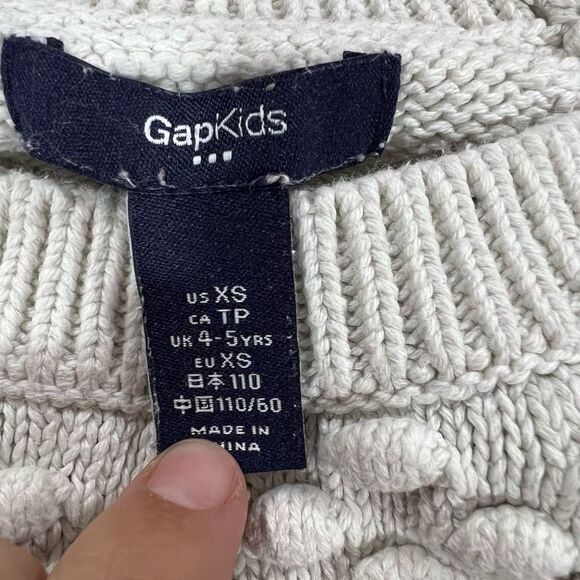 GapKids
US XS
CA TP
UK 4-5YRS
EU XS
日本 110
中国 110/60
MADE IN
CHINA